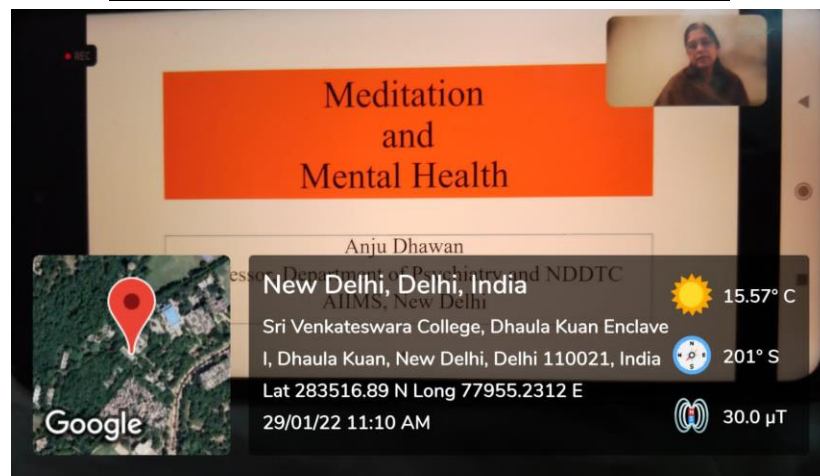 REC
Meditation
and
Mental Health
Anju Dhawan
Department of Psychiatry and NDDTC
AIIMS, New Delhi
New Delhi, Delhi, India
Sri Venkateswara College, Dhaula Kuan Enclave
I, Dhaula Kuan, New Delhi, Delhi 110021, India
Lat 283516.89 N Long 77955.2312 E
29/01/22 11:10 AM
Google
15.57° C
201° S
30.0 µT